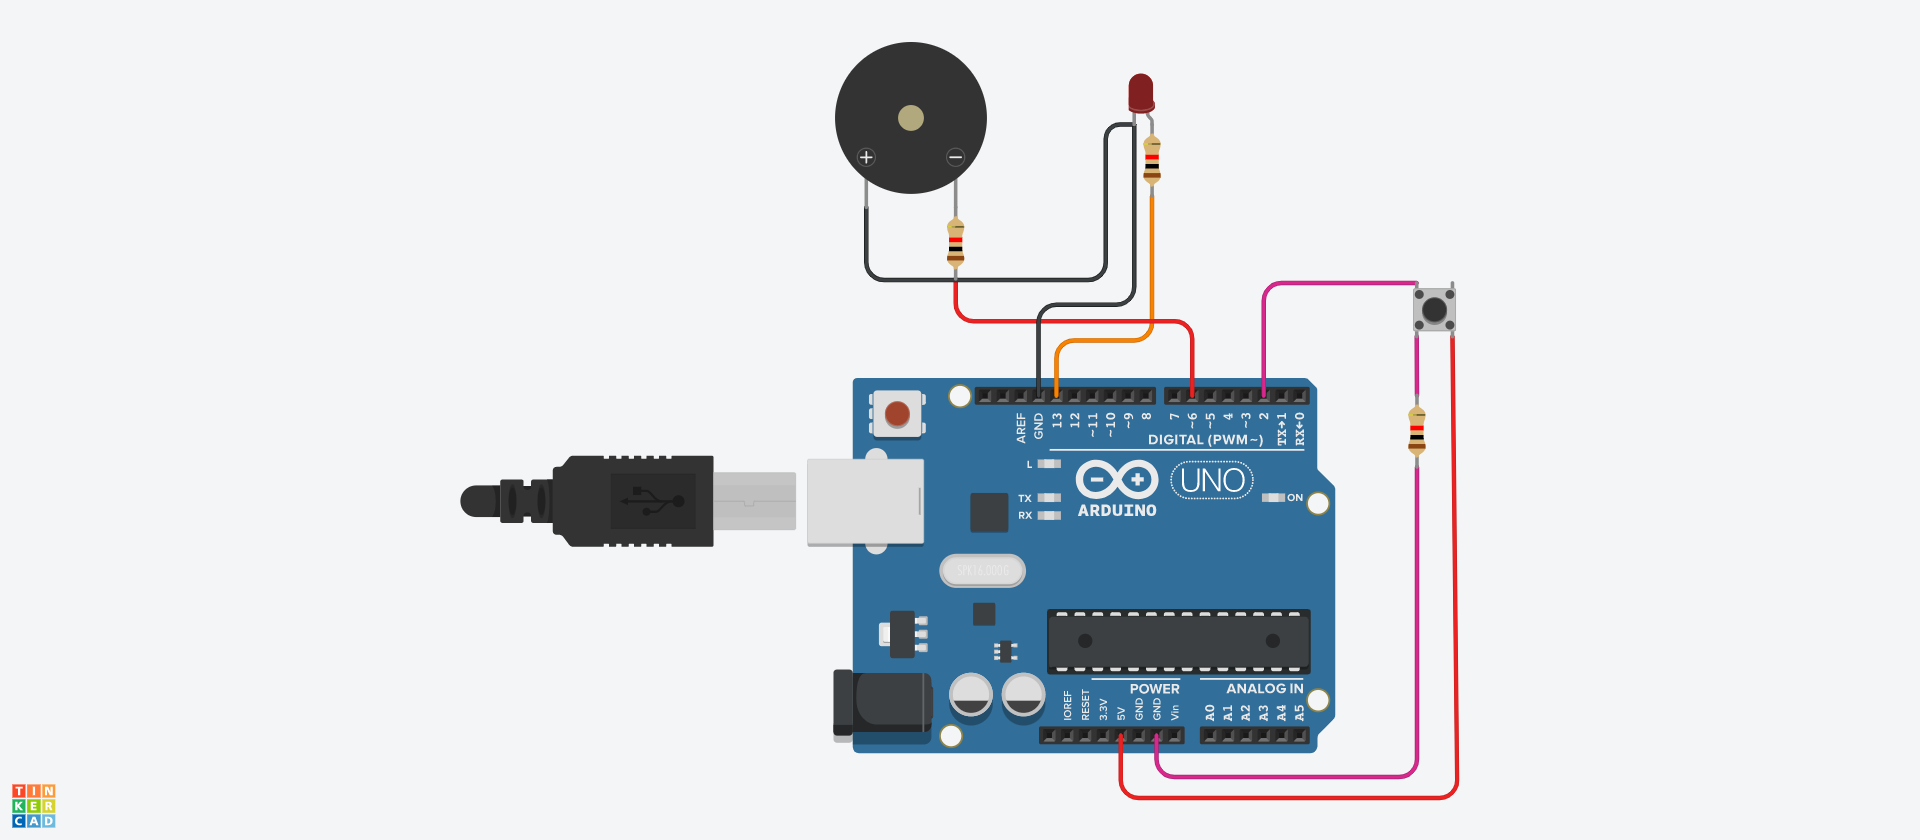 + −
AREF
GND
13
12
~11
~10
~9
8
7
~6
~5
4
~3
2
TX→1
RX←0
DIGITAL (PWM~)
L
TX
RX
ARDUINO
UNO
ON
SPK16.000G
POWER
ANALOG IN
IOREF
RESET
3.3V
5V
GND
GND
Vin
A0
A1
A2
A3
A4
A5
TIN
KER
CAD